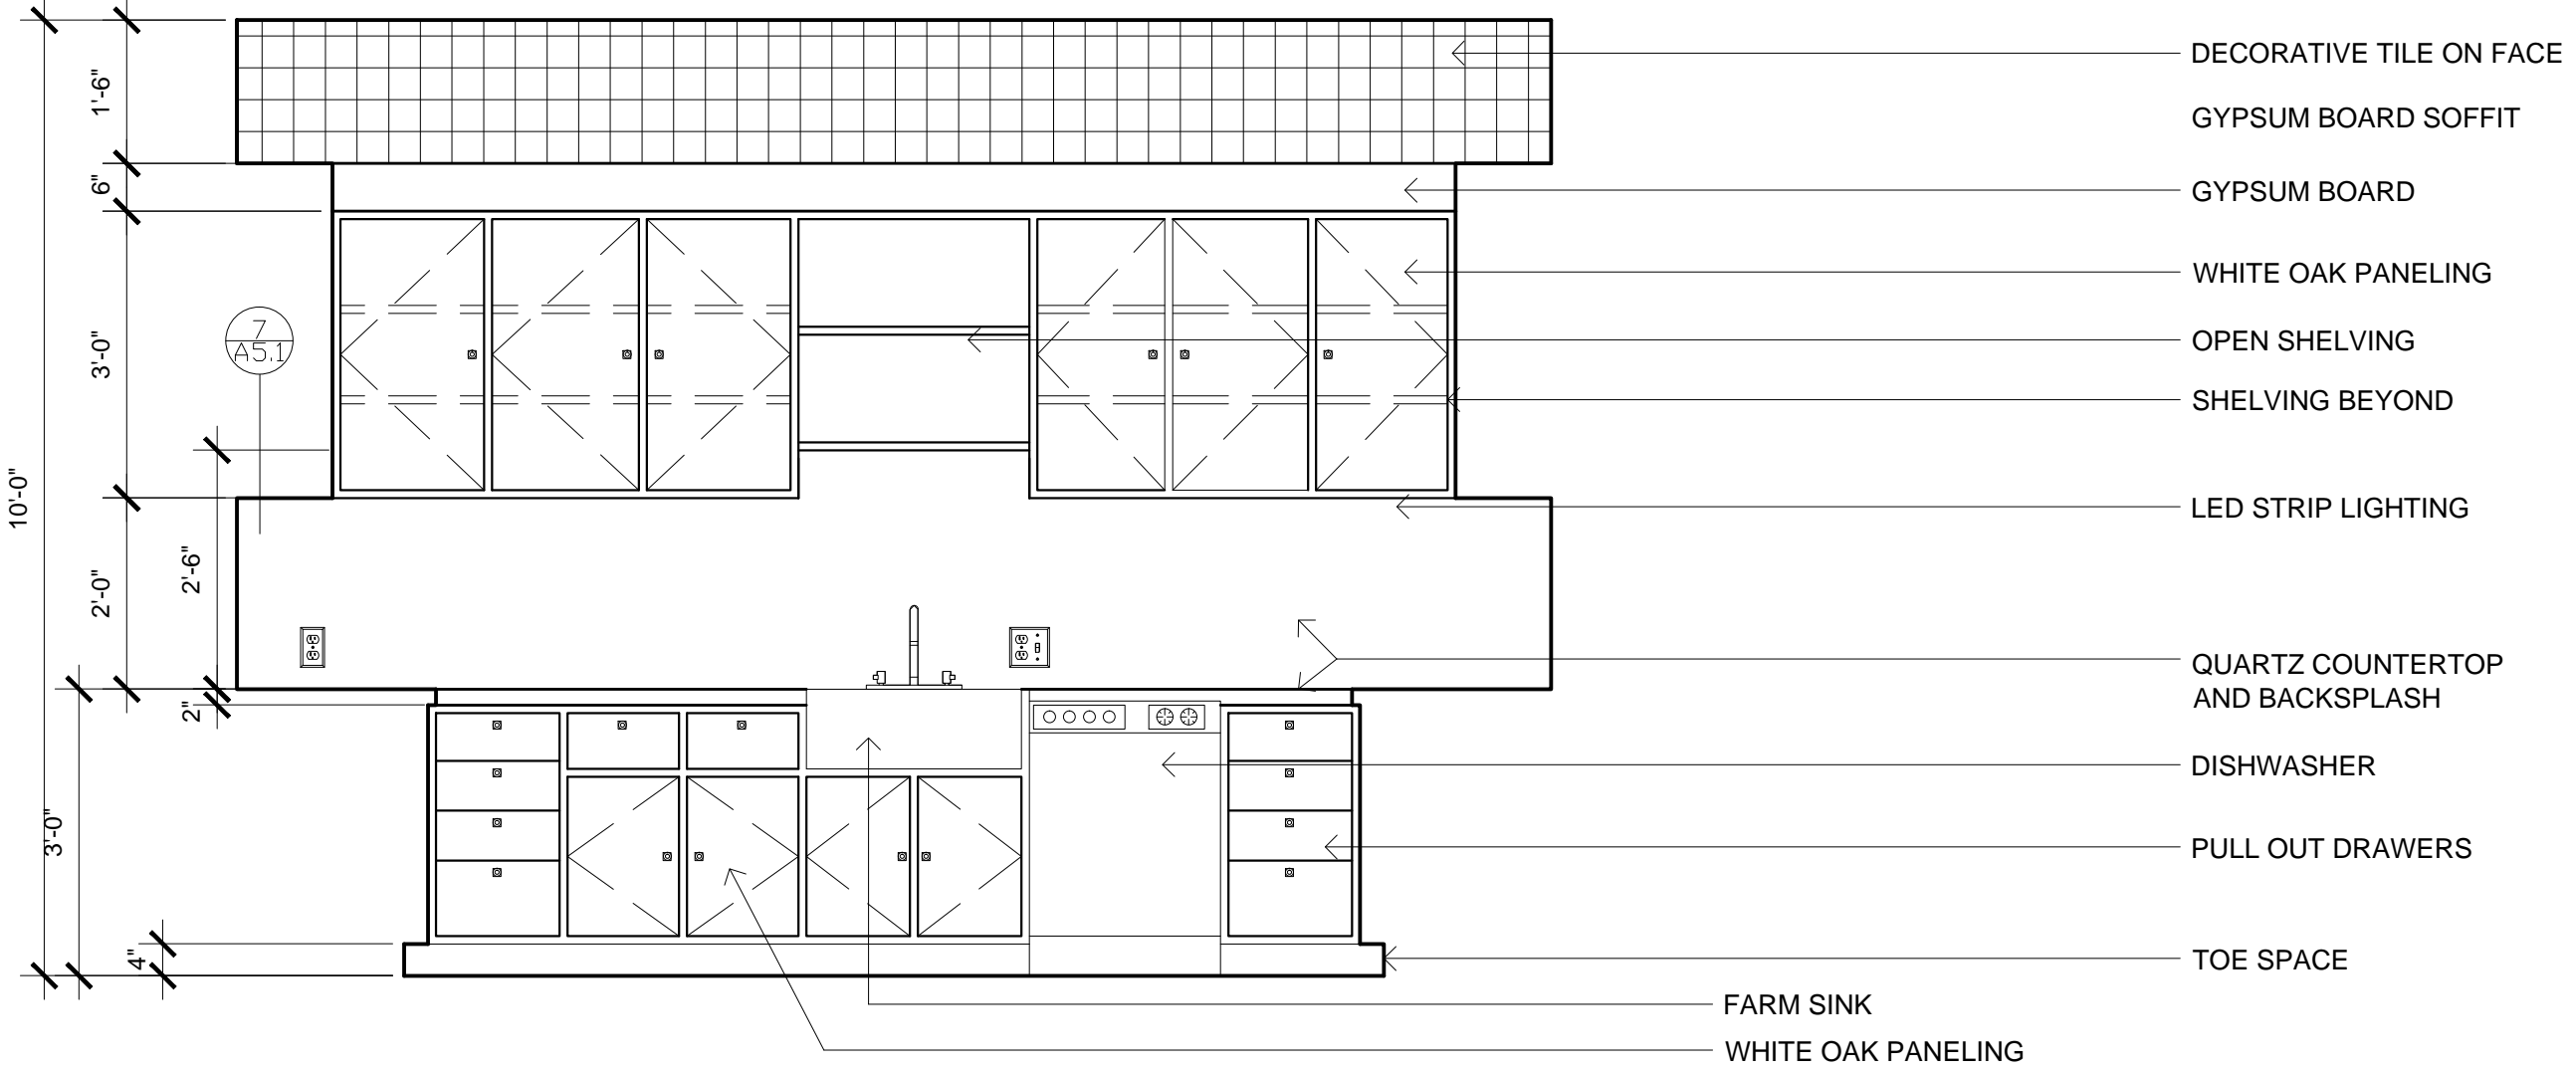 DECORATIVE TILE ON FACE
1'-6"
GYPSUM BOARD SOFFIT
6"
GYPSUM BOARD
WHITE OAK PANELING
7
A5.1
3'-0"
OPEN SHELVING
SHELVING BEYOND
10'-0"
LED STRIP LIGHTING
2'-6"
2'-0"
QUARTZ COUNTERTOP
AND BACKSPLASH
2"
DISHWASHER
3'-0"
PULL OUT DRAWERS
4"
TOE SPACE
FARM SINK
WHITE OAK PANELING